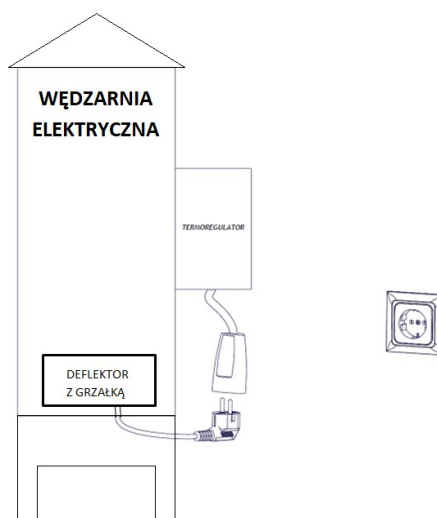 WĘDZARNIA
ELEKTRYCZNA
TERMOREGULATOR
DEFLEKTOR
Z GRZAŁKĄ